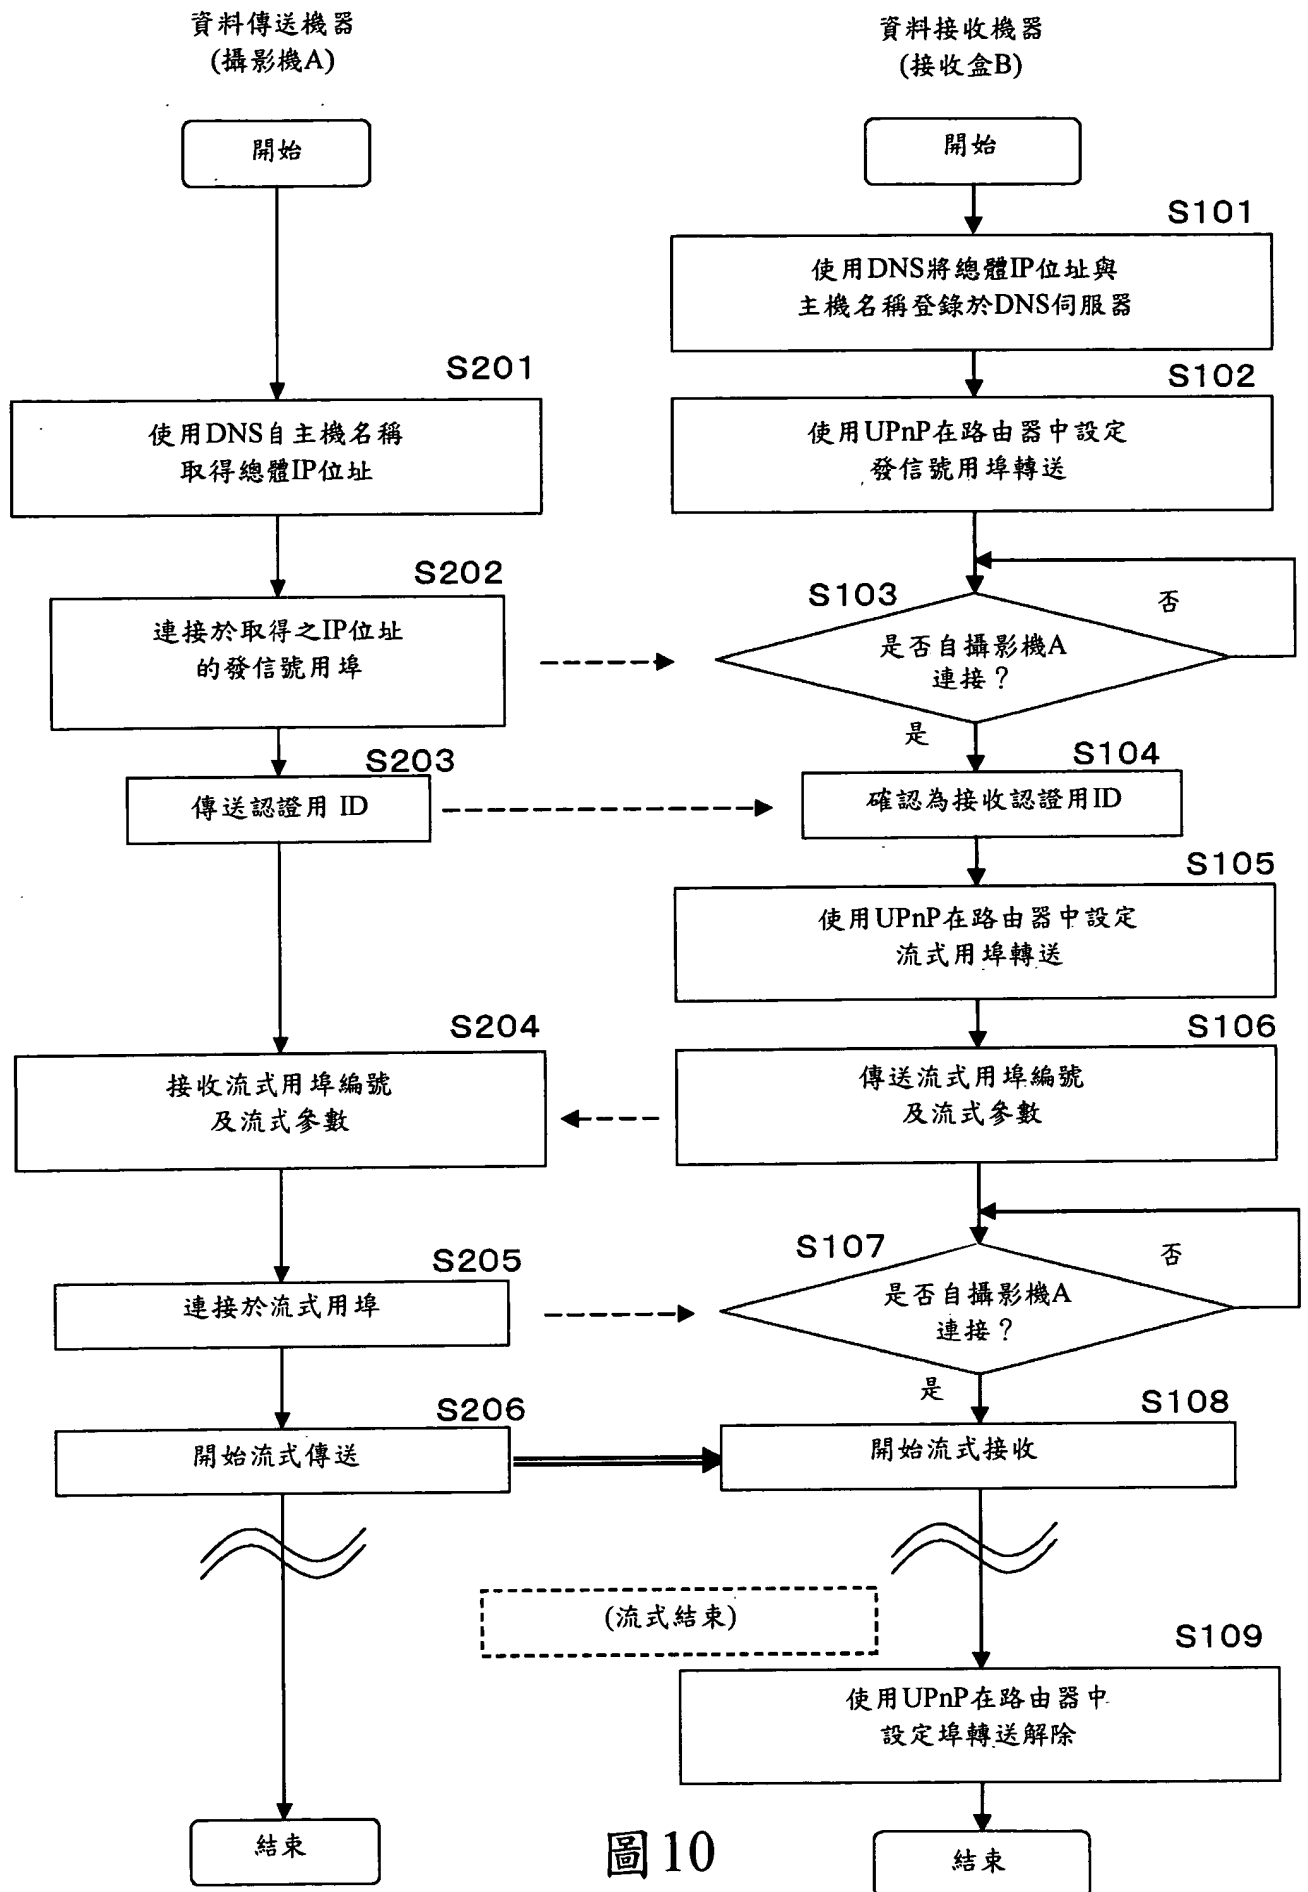 資料傳送機器
(攝影機A)
開始
S201
使用DNS自主機名稱
取得總體IP位址
S202
連接於取得之IP位址
的發信號用埠
S203
傳送認證用 ID
S204
接收流式用埠編號
及流式參數
S205
連接於流式用埠
S206
開始流式傳送
結束
資料接收機器
(接收盒B)
開始
S101
使用DNS將總體IP位址與
主機名稱登錄於DNS伺服器
S102
使用UPnP在路由器中設定
發信號用埠轉送
S103
是否自攝影機A
連接？
否
是
S104
確認為接收認證用ID
S105
使用UPnP在路由器中設定
流式用埠轉送
S106
傳送流式用埠編號
及流式參數
S107
是否自攝影機A
連接？
否
是
S108
開始流式接收
(流式結束)
S109
使用UPnP在路由器中
設定埠轉送解除
結束
圖10